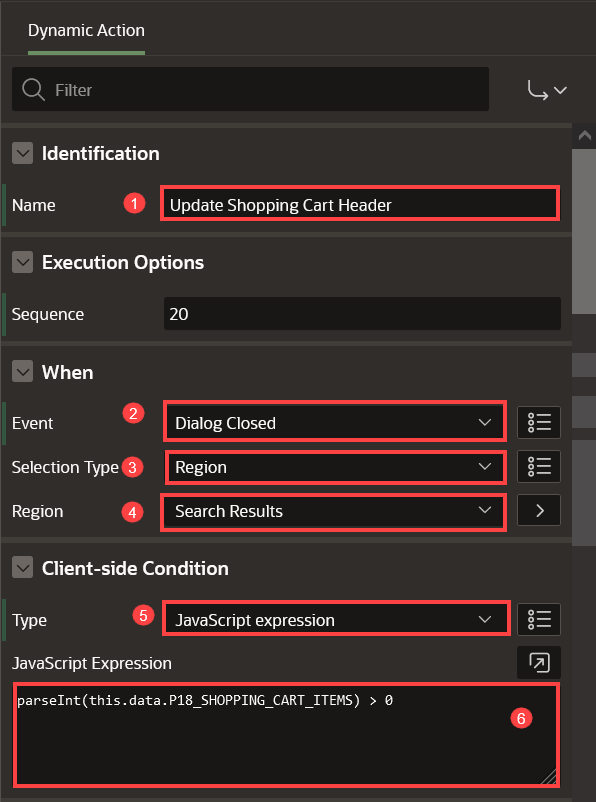 Dynamic Action
Filter
Identification
Name 1 Update Shopping Cart Header
Execution Options
Sequence 20
When
Event 2 Dialog Closed
Selection Type 3 Region
Region 4 Search Results
Client-side Condition
Type 5 JavaScript expression
JavaScript Expression
parseInt(this.data.P18_SHOPPING_CART_ITEMS) > 0
6